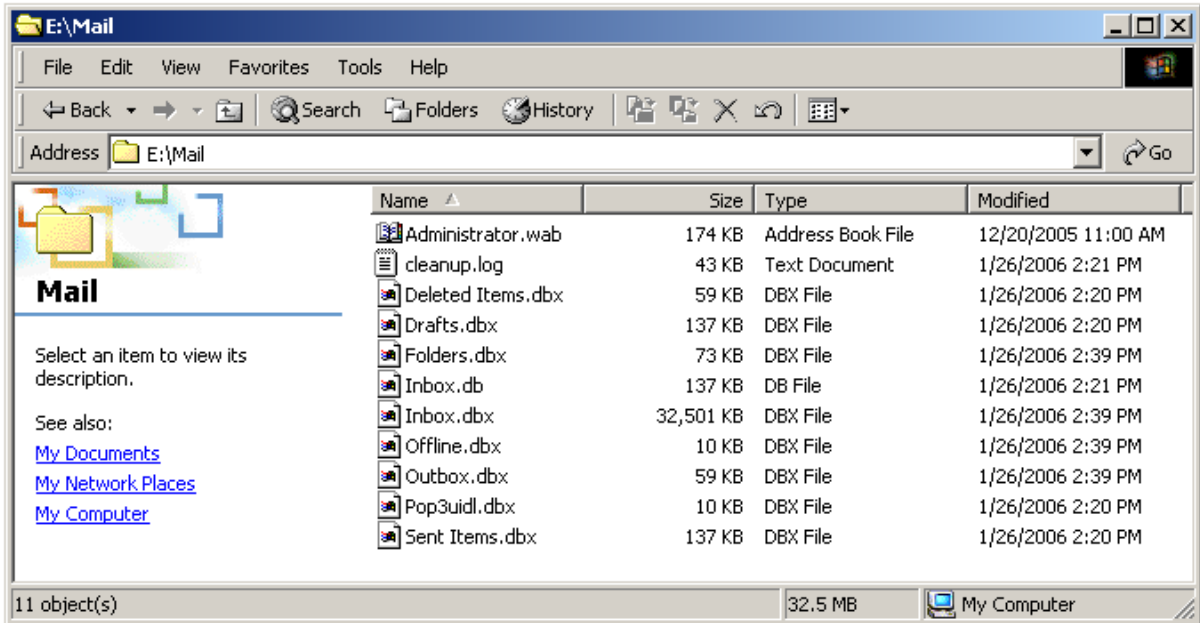 E:\Mail
File Edit View Favorites Tools Help
Back Search Folders History
Address E:\Mail Go
Name Size Type Modified
Administrator.wab 174 KB Address Book File 12/20/2005 11:00 AM
cleanup.log 43 KB Text Document 1/26/2006 2:21 PM
Deleted Items.dbx 59 KB DBX File 1/26/2006 2:20 PM
Drafts.dbx 137 KB DBX File 1/26/2006 2:20 PM
Folders.dbx 73 KB DBX File 1/26/2006 2:39 PM
Inbox.db 137 KB DB File 1/26/2006 2:21 PM
Inbox.dbx 32,501 KB DBX File 1/26/2006 2:39 PM
Offline.dbx 10 KB DBX File 1/26/2006 2:39 PM
Outbox.dbx 59 KB DBX File 1/26/2006 2:39 PM
Pop3uidl.dbx 10 KB DBX File 1/26/2006 2:20 PM
Sent Items.dbx 137 KB DBX File 1/26/2006 2:20 PM
Mail
Select an item to view its
description.
See also:
My Documents
My Network Places
My Computer
11 object(s) 32.5 MB My Computer